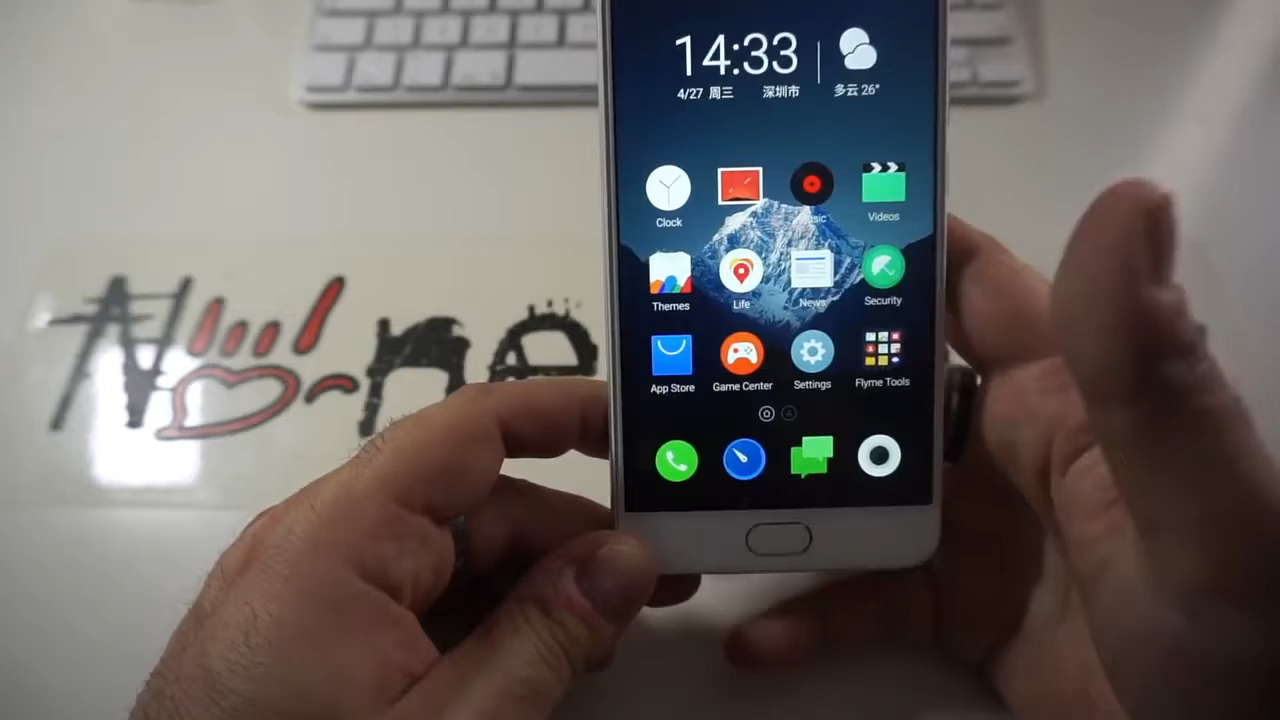 14:33
4/27 周三 深圳市 多云 26°
Clock
Music Videos
Themes Life News Security
App Store Game Center Settings Flyme Tools